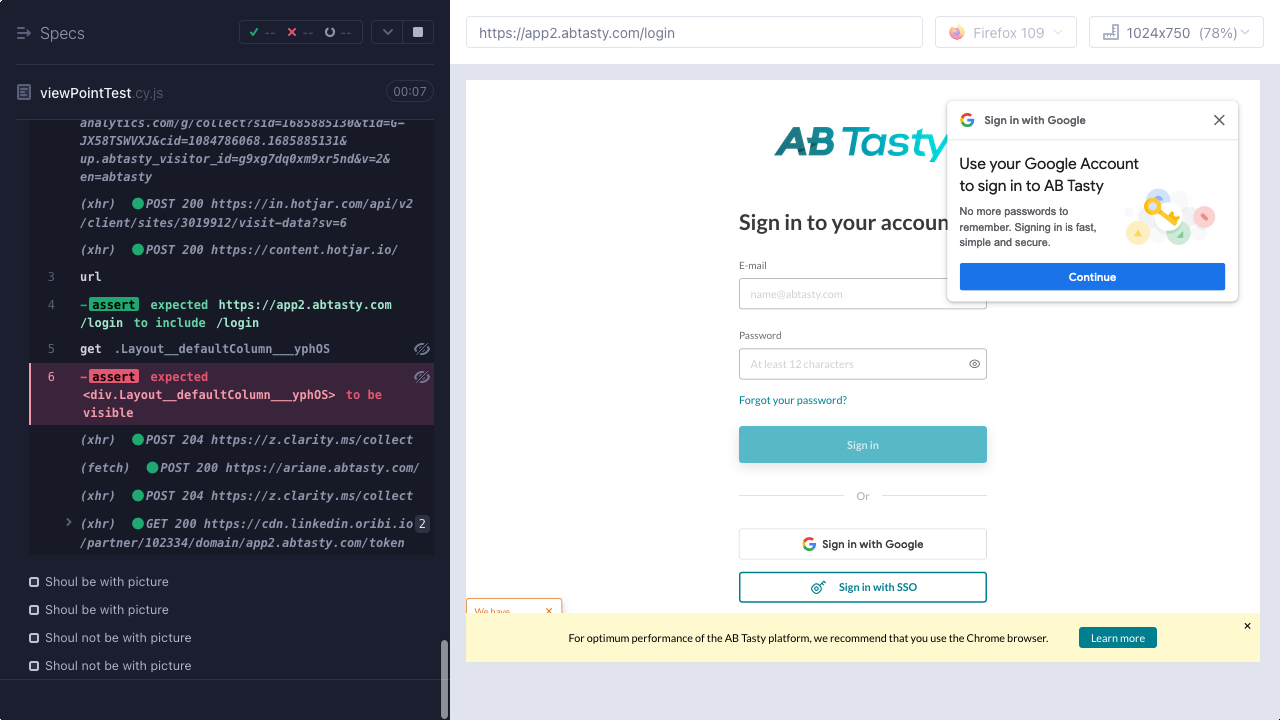 Specs
--
--
--
viewPointTest.cy.js
00:07
analytics.com/g/collect?sid=1685885130&tid=G-
JX58TSWVXJ&cid=1084786068.1685885131&
up.abtasty_visitor_id=g9xg7dq0xm9xr5nd&v=2&
en=abtasty
(xhr) POST 200 https://in.hotjar.com/api/v2
/client/sites/3019912/visit-data?sv=6
(xhr) POST 200 https://content.hotjar.io/
3 url
4 -assert expected https://app2.abtasty.com
/login to include /login
5 get .Layout__defaultColumn___yphOS
6 -assert expected
<div.Layout__defaultColumn___yphOS> to be
visible
(xhr) POST 204 https://z.clarity.ms/collect
(fetch) POST 200 https://ariane.abtasty.com/
(xhr) POST 204 https://z.clarity.ms/collect
(xhr) GET 200 https://cdn.linkedin.oribi.io 2
/partner/102334/domain/app2.abtasty.com/token
Shoul be with picture
Shoul be with picture
Shoul not be with picture
Shoul not be with picture
https://app2.abtasty.com/login
Firefox 109
1024x750 (78%)
AB Tasty
Sign in to your accoun
E-mail
name@abtasty.com
Password
At least 12 characters
Forgot your password?
Sign in
Or
Sign in with Google
Sign in with SSO
Sign in with Google
Use your Google Account
to sign in to AB Tasty
No more passwords to
remember. Signing in is fast,
simple and secure.
Continue
We have
For optimum performance of the AB Tasty platform, we recommend that you use the Chrome browser.
Learn more